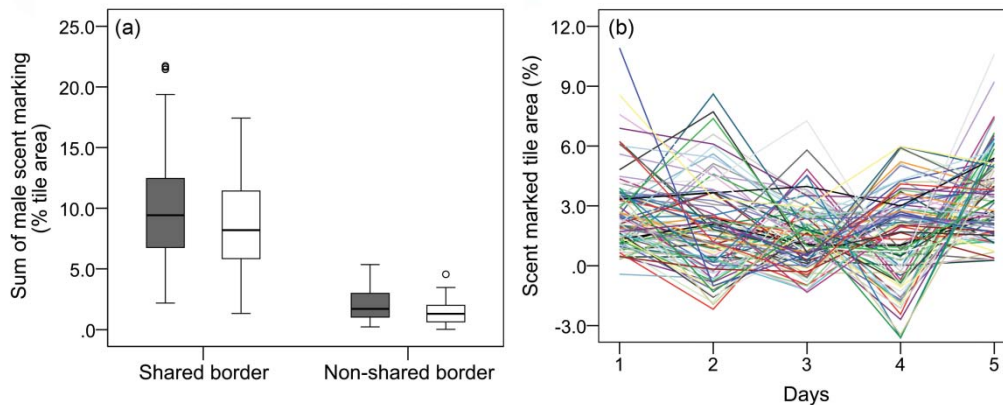 (a)
Sum of male scent marking
(% tile area)
25.0
20.0
15.0
10.0
5.0
.0
Shared border
Non-shared border
(b)
Scent marked tile area (%)
12.0
9.0
6.0
3.0
.0
-3.0
1
2
3
4
5
Days